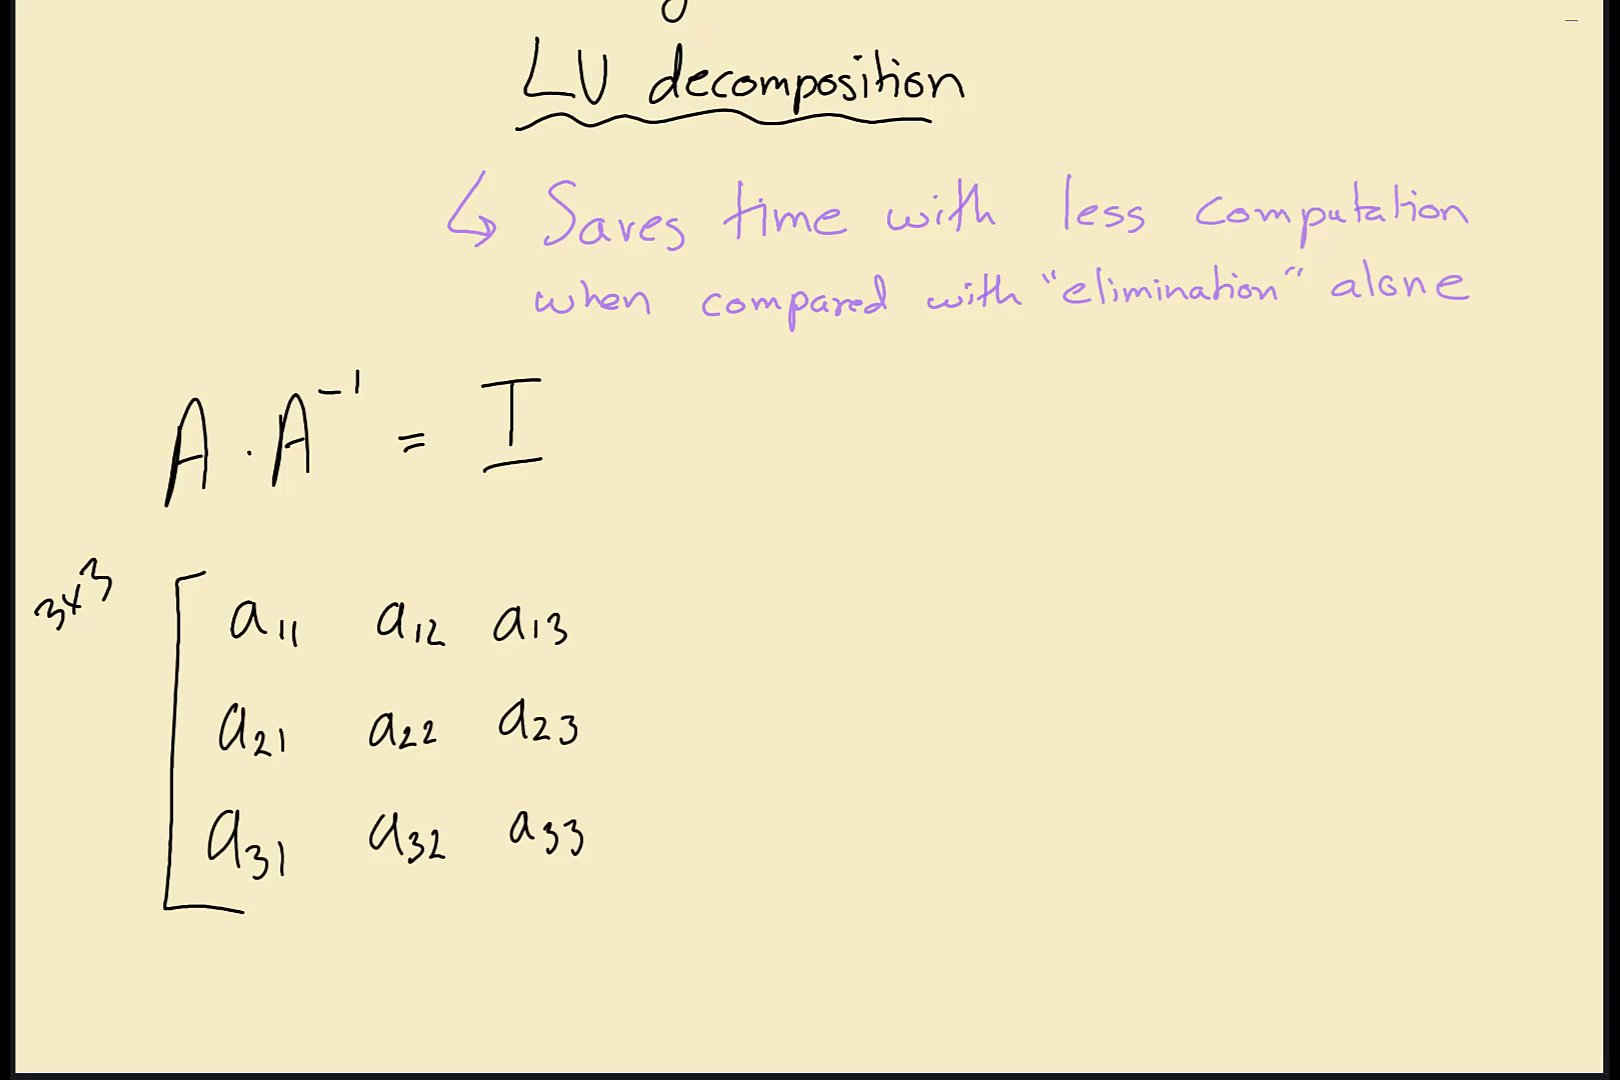 LU decomposition
↳ Saves time with less computation
when compared with "elimination" alone
A · A⁻¹ = I
3x3
a₁₁ a₁₂ a₁₃
a₂₁ a₂₂ a₂₃
a₃₁ a₃₂ a₃₃